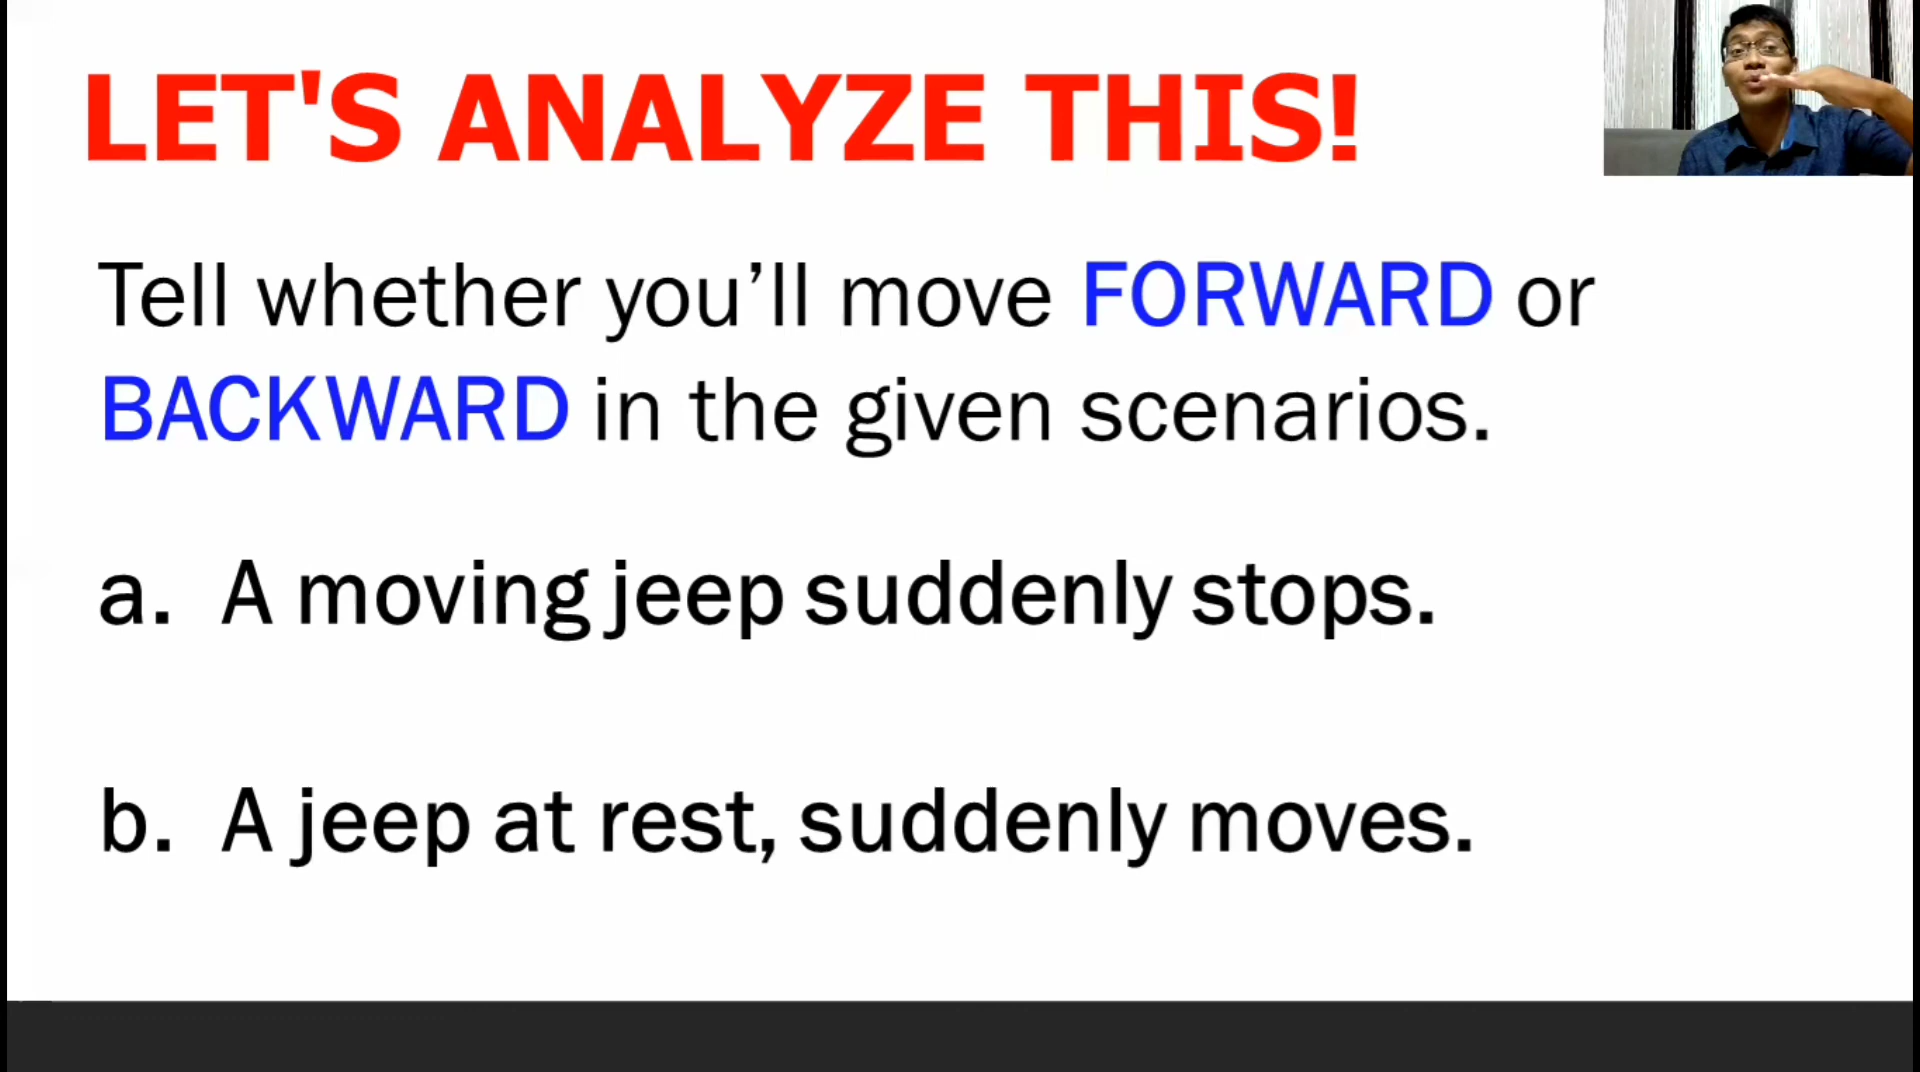 LET'S ANALYZE THIS!
Tell whether you’ll move FORWARD or
BACKWARD in the given scenarios.
a. A moving jeep suddenly stops.
b. A jeep at rest, suddenly moves.